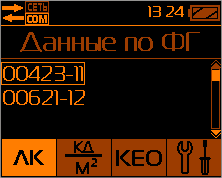 СЕТЬ
COM 13 24
Данные по ФГ
00423-11
00621-12
ЛК КД/М² КЕО